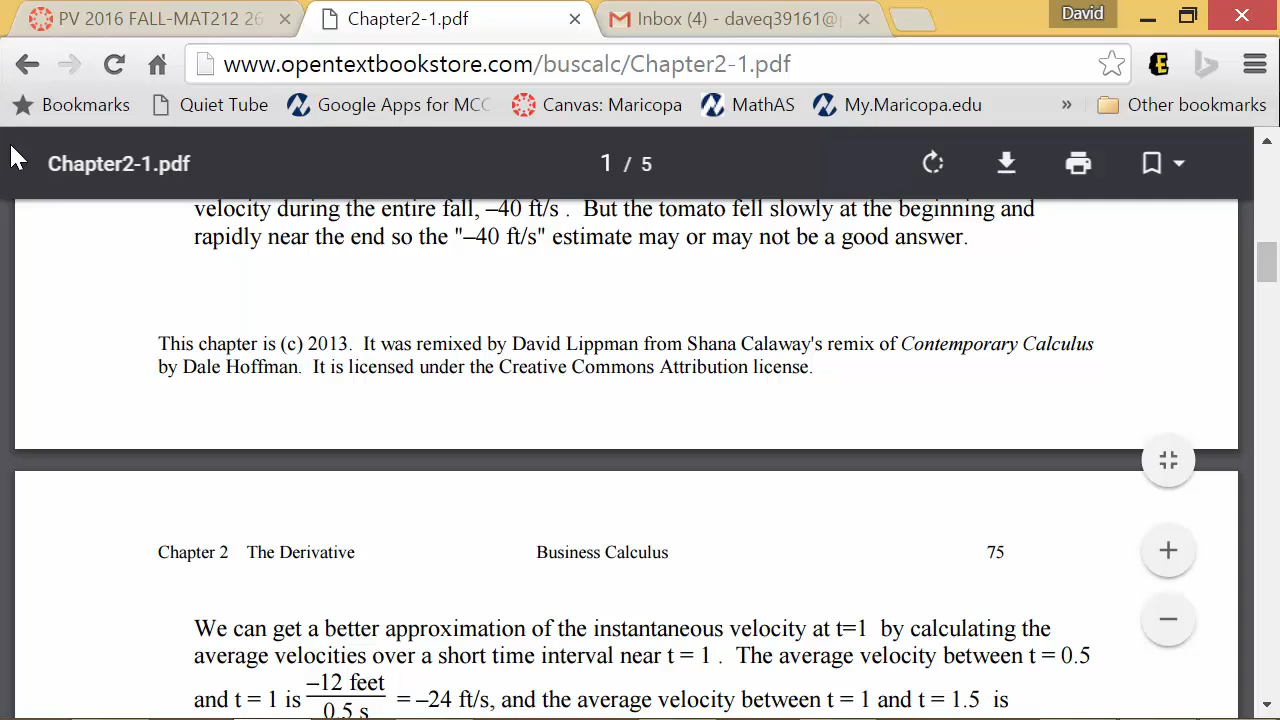 PV 2016 FALL-MAT212 26
Chapter2-1.pdf
Inbox (4) - daveq39161@
David
www.opentextbookstore.com/buscalc/Chapter2-1.pdf
Bookmarks
Quiet Tube
Google Apps for MCC
Canvas: Maricopa
MathAS
My.Maricopa.edu
»
Other bookmarks
Chapter2-1.pdf
1 / 5
velocity during the entire fall, –40 ft/s . But the tomato fell slowly at the beginning and
rapidly near the end so the "–40 ft/s" estimate may or may not be a good answer.
This chapter is (c) 2013. It was remixed by David Lippman from Shana Calaway's remix of Contemporary Calculus
by Dale Hoffman. It is licensed under the Creative Commons Attribution license.
Chapter 2 The Derivative Business Calculus 75
We can get a better approximation of the instantaneous velocity at t=1 by calculating the
average velocities over a short time interval near t = 1 . The average velocity between t = 0.5
and t = 1 is –12 feet / 0.5 s = –24 ft/s, and the average velocity between t = 1 and t = 1.5 is